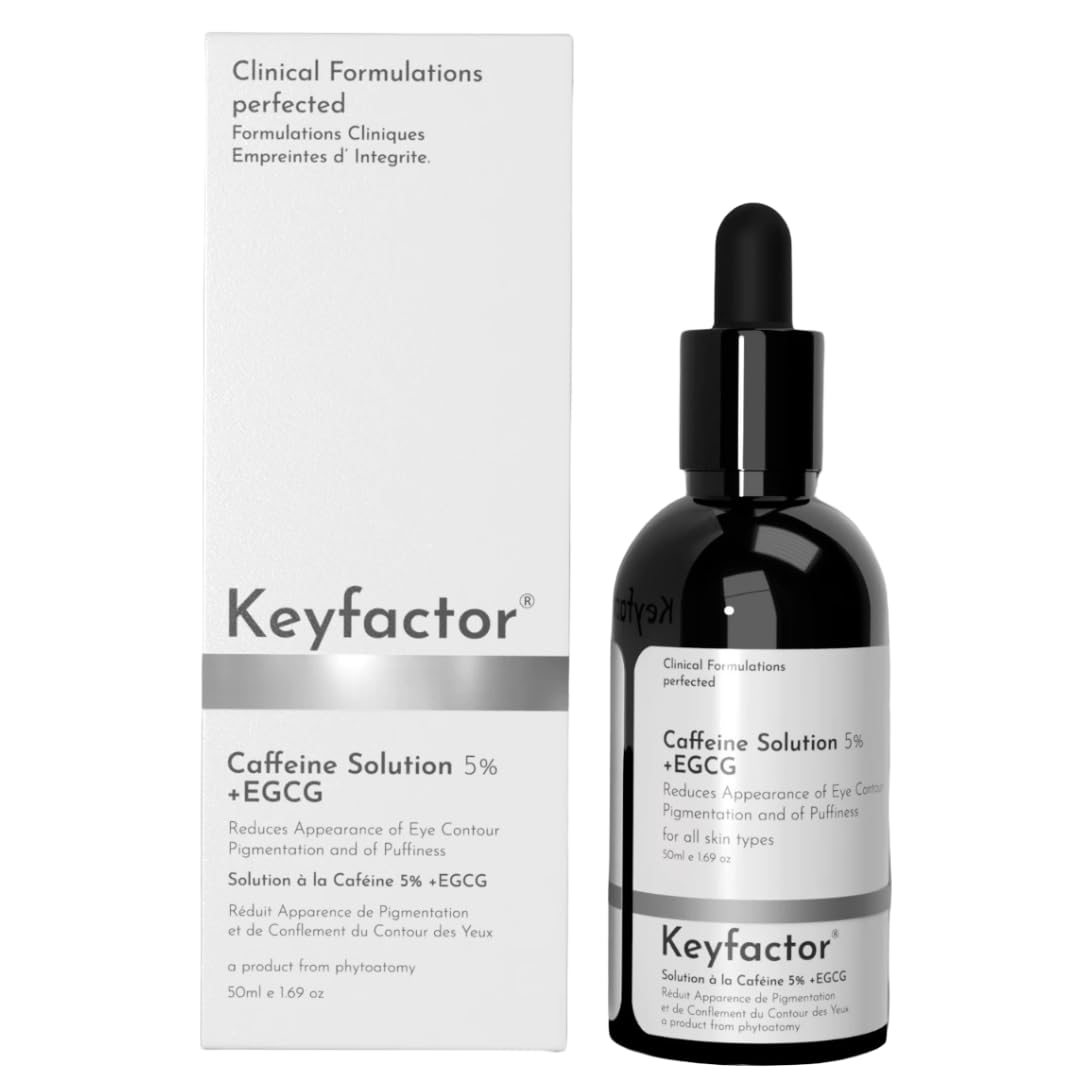 Clinical Formulations
perfected
Formulations Cliniques
Empreintes d' Integrite.
Keyfactor®
Caffeine Solution 5%
+EGCG
Reduces Appearance of Eye Contour
Pigmentation and of Puffiness
Solution à la Caféine 5% +EGCG
Réduit Apparence de Pigmentation
et de Conflement du Contour des Yeux
a product from phytoatomy
50ml e 1.69 oz
Clinical Formulations
perfected
Caffeine Solution 5%
+EGCG
Reduces Appearance of Eye Contour
Pigmentation and of Puffiness
for all skin types
50ml e 1.69 oz
Keyfactor®
Solution à la Caféine 5% +EGCG
Réduit Apparence de Pigmentation
et de Conflement du Contour des Yeux
a product from phytoatomy